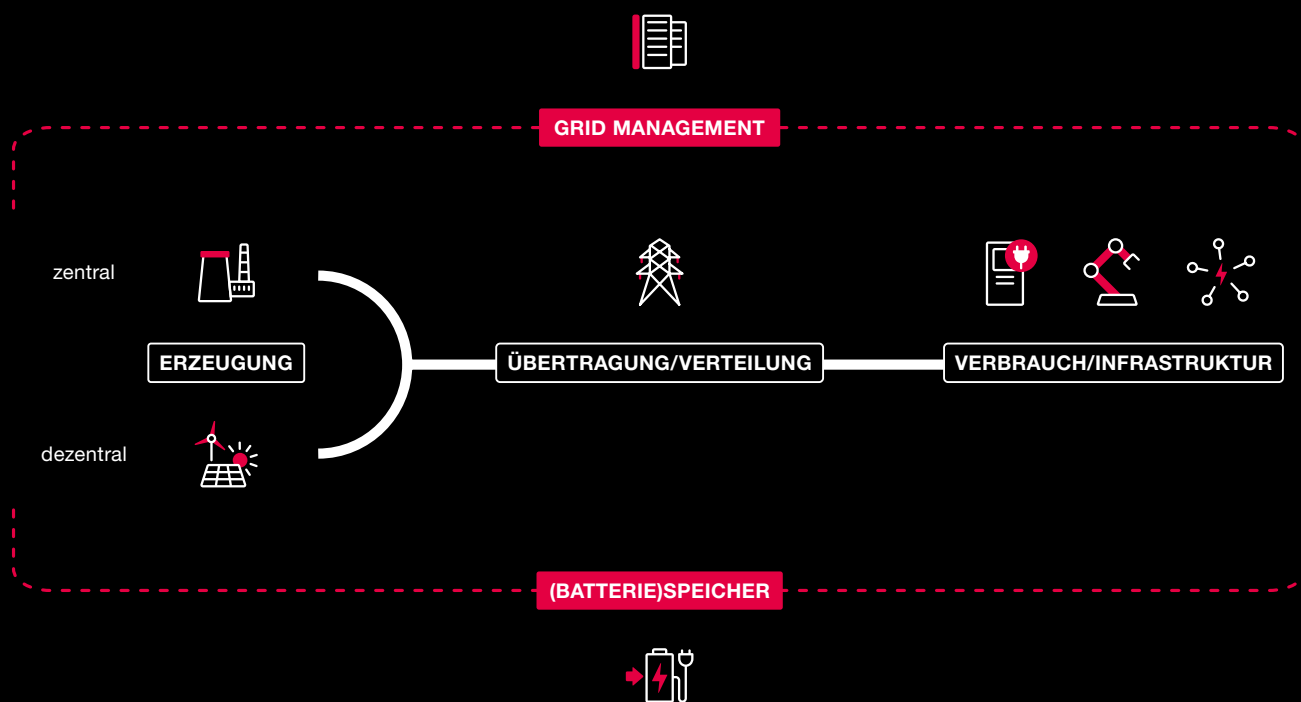 GRID MANAGEMENT
zentral
ERZEUGUNG
ÜBERTRAGUNG/VERTEILUNG
VERBRAUCH/INFRASTRUKTUR
dezentral
(BATTERIE)SPEICHER